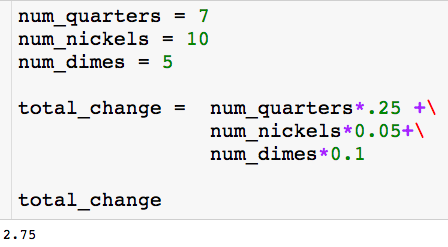 num_quarters = 7
num_nickels = 10
num_dimes = 5
total_change =  num_quarters*.25 +\
num_nickels*0.05+\
num_dimes*0.1
total_change
2.75